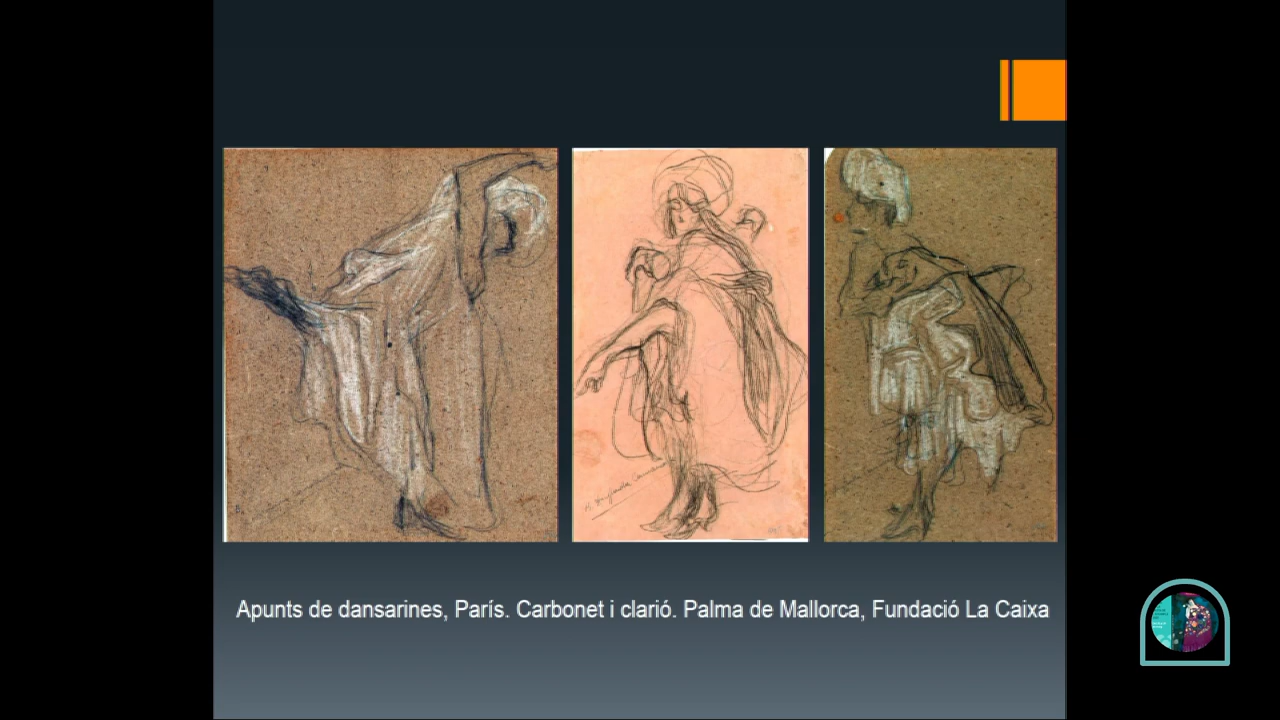 Apunts de dansarines, París. Carbonet i clarió. Palma de Mallorca, Fundació La Caixa